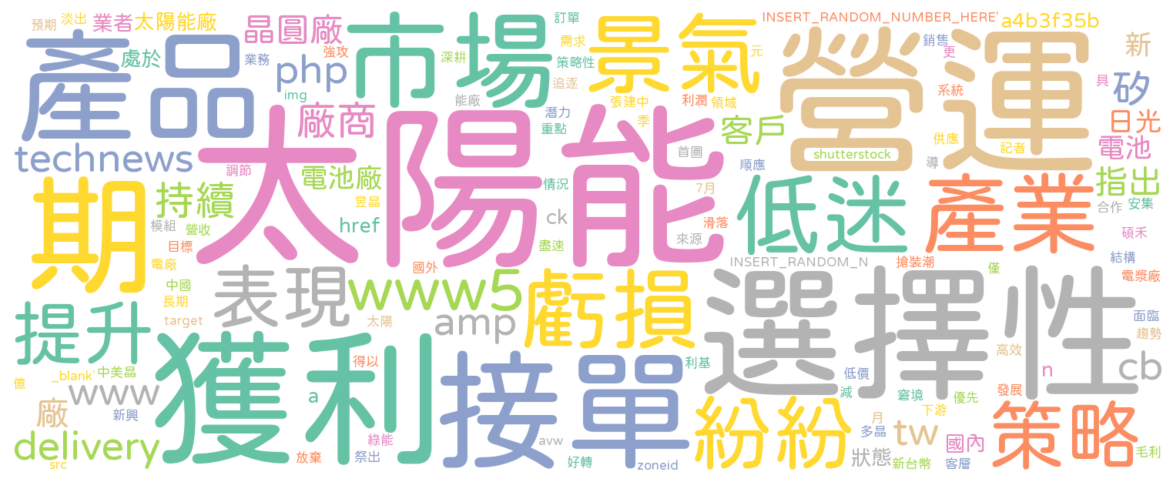 預期 淡出 業者 太陽能廠 晶圓廠 強攻 訂單 INSERT_RANDOM_NUMBER_HERE' a4b3f35b
產品 處於 業務 市場 深耕 需求 景氣 元 營運 銷售 更 新
php img 策略性 追逐 系統 具 矽
廠商 能廠 潛力 張建中 利潤 領域 日光
technews 調節 太陽能 重點 季 客戶 供應 記者 電池
首圖 順應 shutterstock 導 指出
期 持續 電池廠 昱晶 情況 7月 低迷 產業 合作 安集
模組 營收 href ck 滑落 碩禾
目標 盡速 來源 結構
電廠 國外 INSERT_RANDOM_N 搶裝潮 電漿廠
中國 表現 www5 虧損 選擇性 僅
長期 amp 面臨
提升 target 太陽 趨勢
獲利 接單 高效
中美晶 得以 利基 低價 n cb
億 _blank' www a 減 窘境 優先 發展
廠 新興 紛紛 月 下游 策略
delivery 綠能 avw 多晶 tw 國內
src 放棄 祭出 好轉 zoneid 狀態 新台幣 客層 毛利